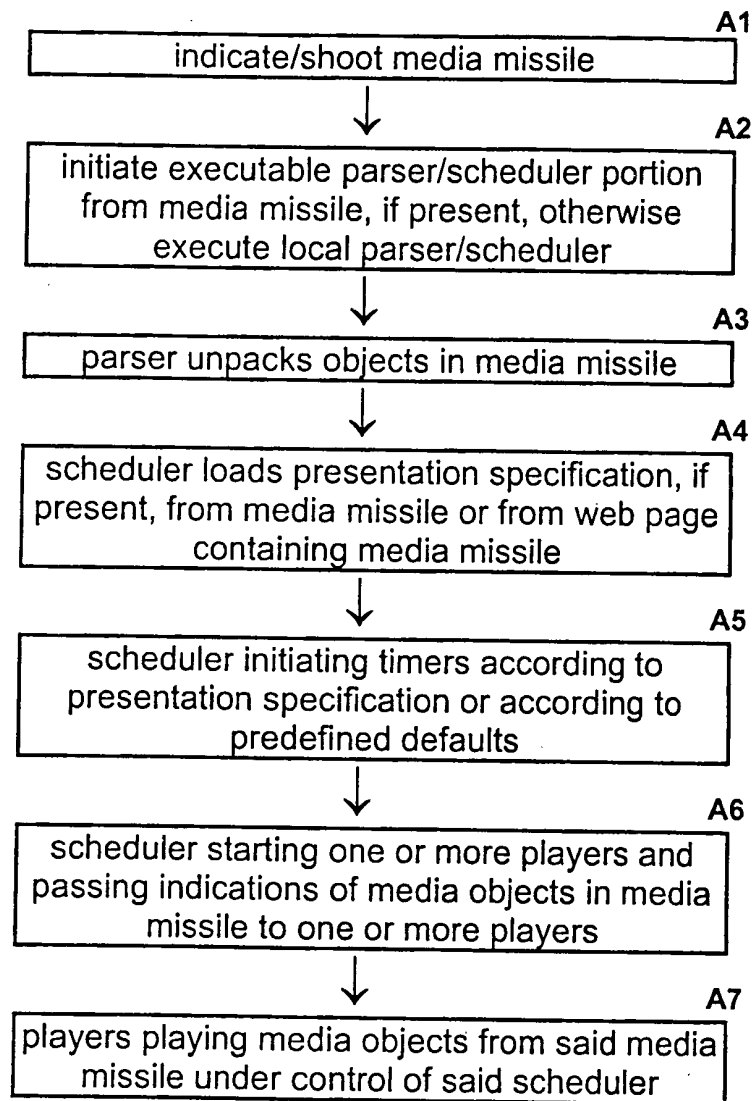 A1
indicate/shoot media missile
A2
initiate executable parser/scheduler portion
from media missile, if present, otherwise
execute local parser/scheduler
A3
parser unpacks objects in media missile
A4
scheduler loads presentation specification, if
present, from media missile or from web page
containing media missile
A5
scheduler initiating timers according to
presentation specification or according to
predefined defaults
A6
scheduler starting one or more players and
passing indications of media objects in media
missile to one or more players
A7
players playing media objects from said media
missile under control of said scheduler